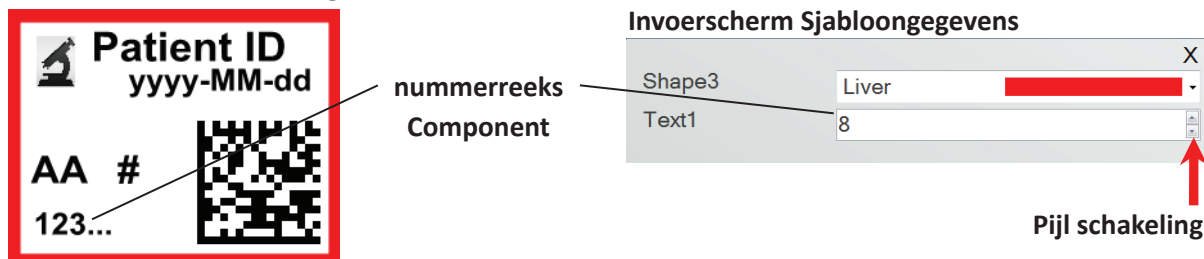 Patient ID
yyyy-MM-dd
AA #
123...
nummerreeks
Component
Invoerscherm Sjabloongegevens
X
Shape3
Liver
Text1
8
Pijl schakeling